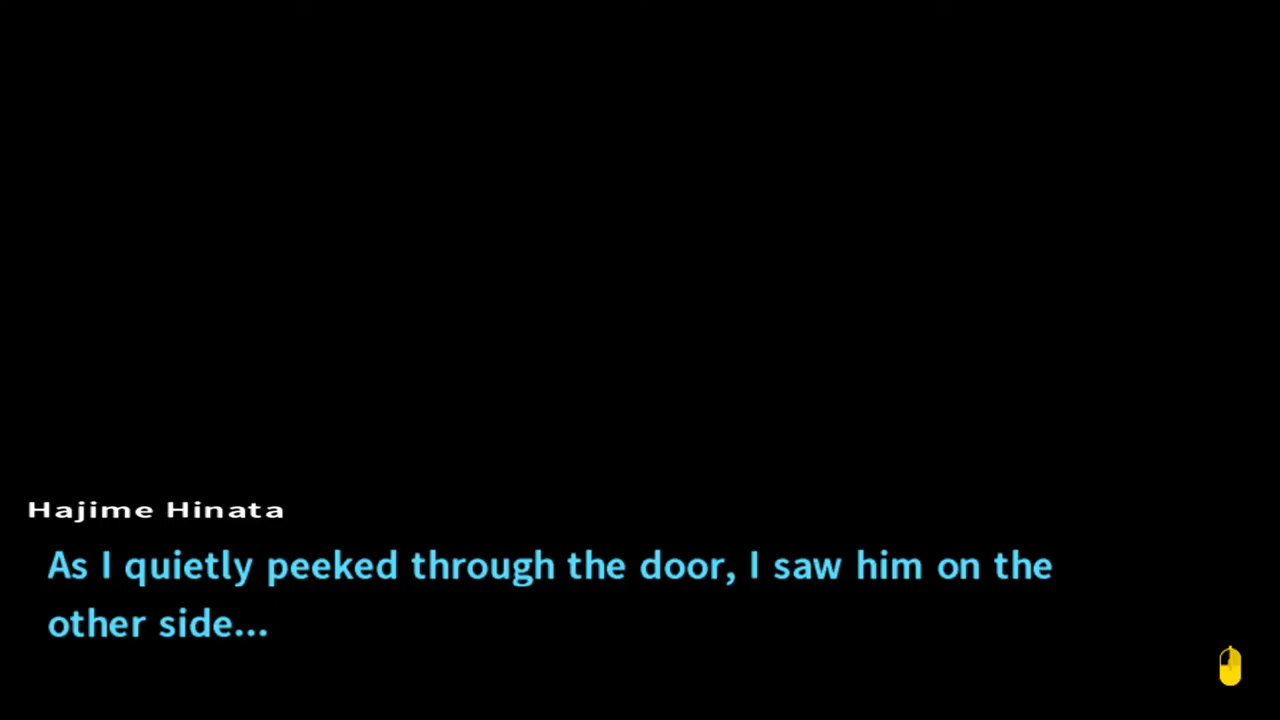 Hajime Hinata
As I quietly peeked through the door, I saw him on the
other side...